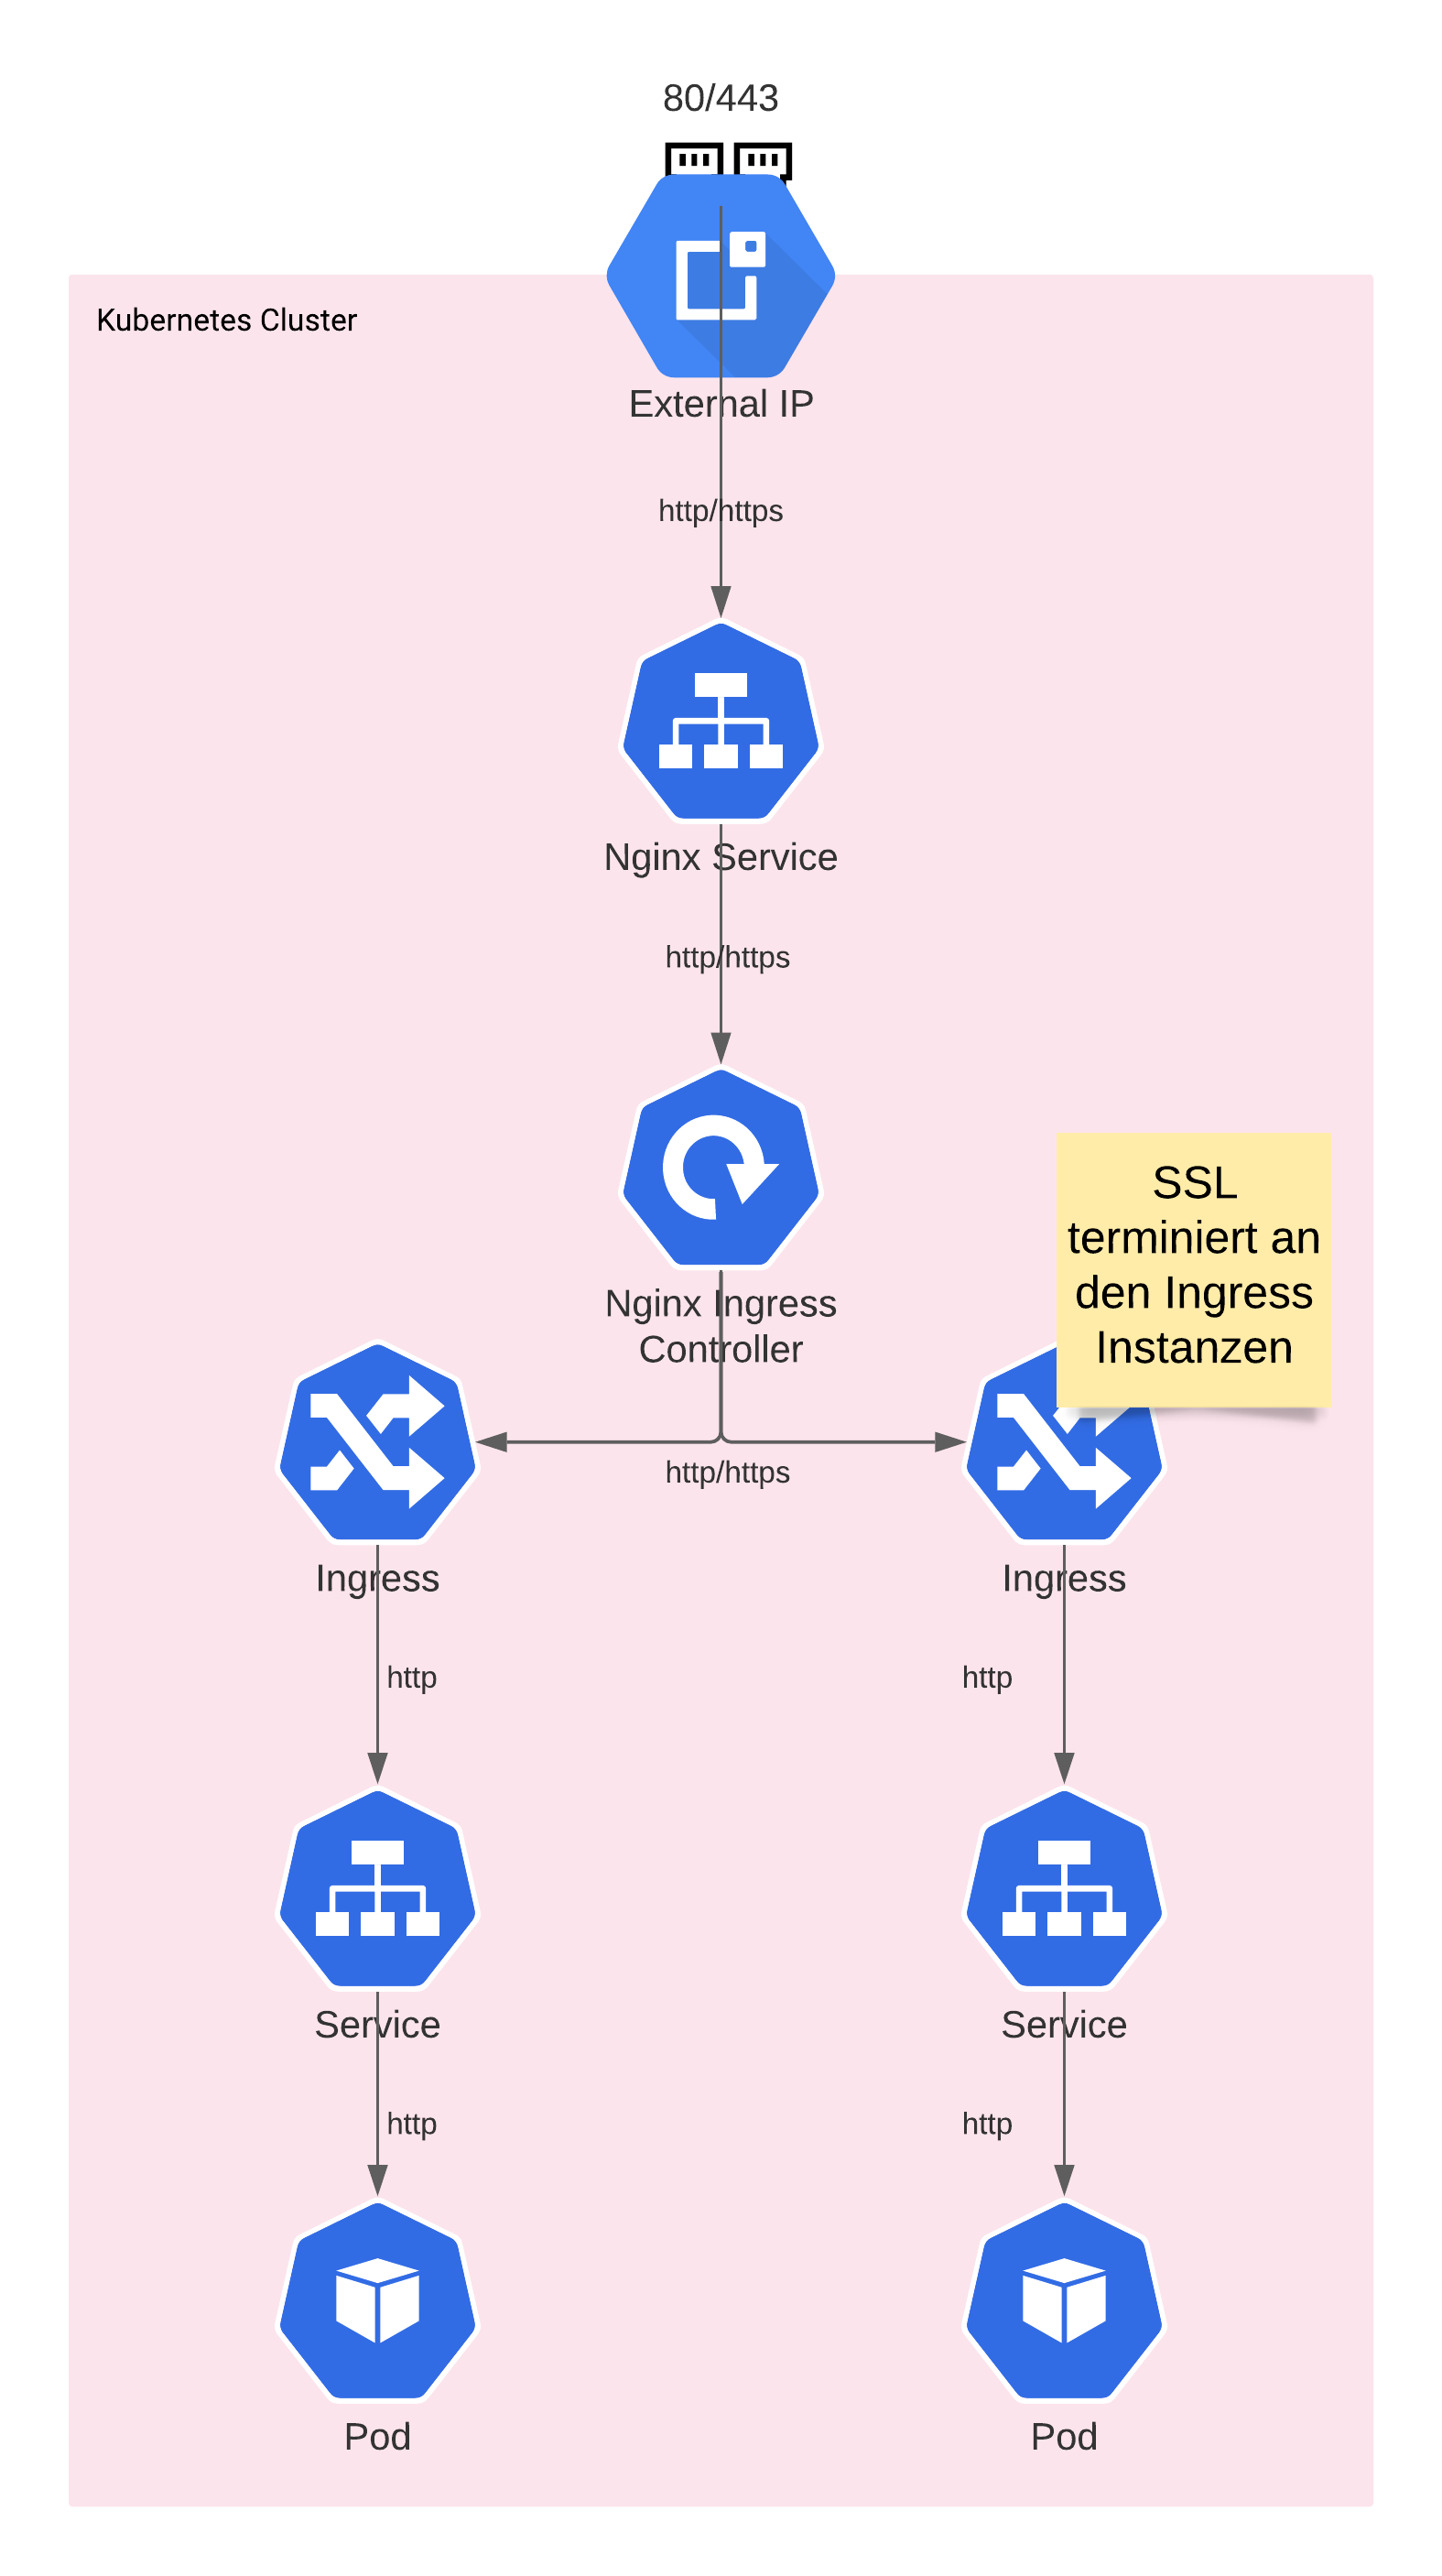 80/443
Kubernetes Cluster
External IP
http/https
Nginx Service
http/https
Nginx Ingress
Controller
SSL
terminiert an
den Ingress
Instanzen
http/https
Ingress
Ingress
http
http
Service
Service
http
http
Pod
Pod